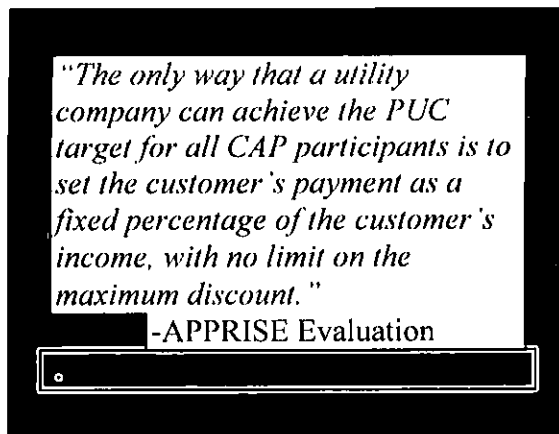 “The only way that a utility
company can achieve the PUC
target for all CAP participants is to
set the customer's payment as a
fixed percentage of the customer's
income, with no limit on the
maximum discount.”
-APPRISE Evaluation